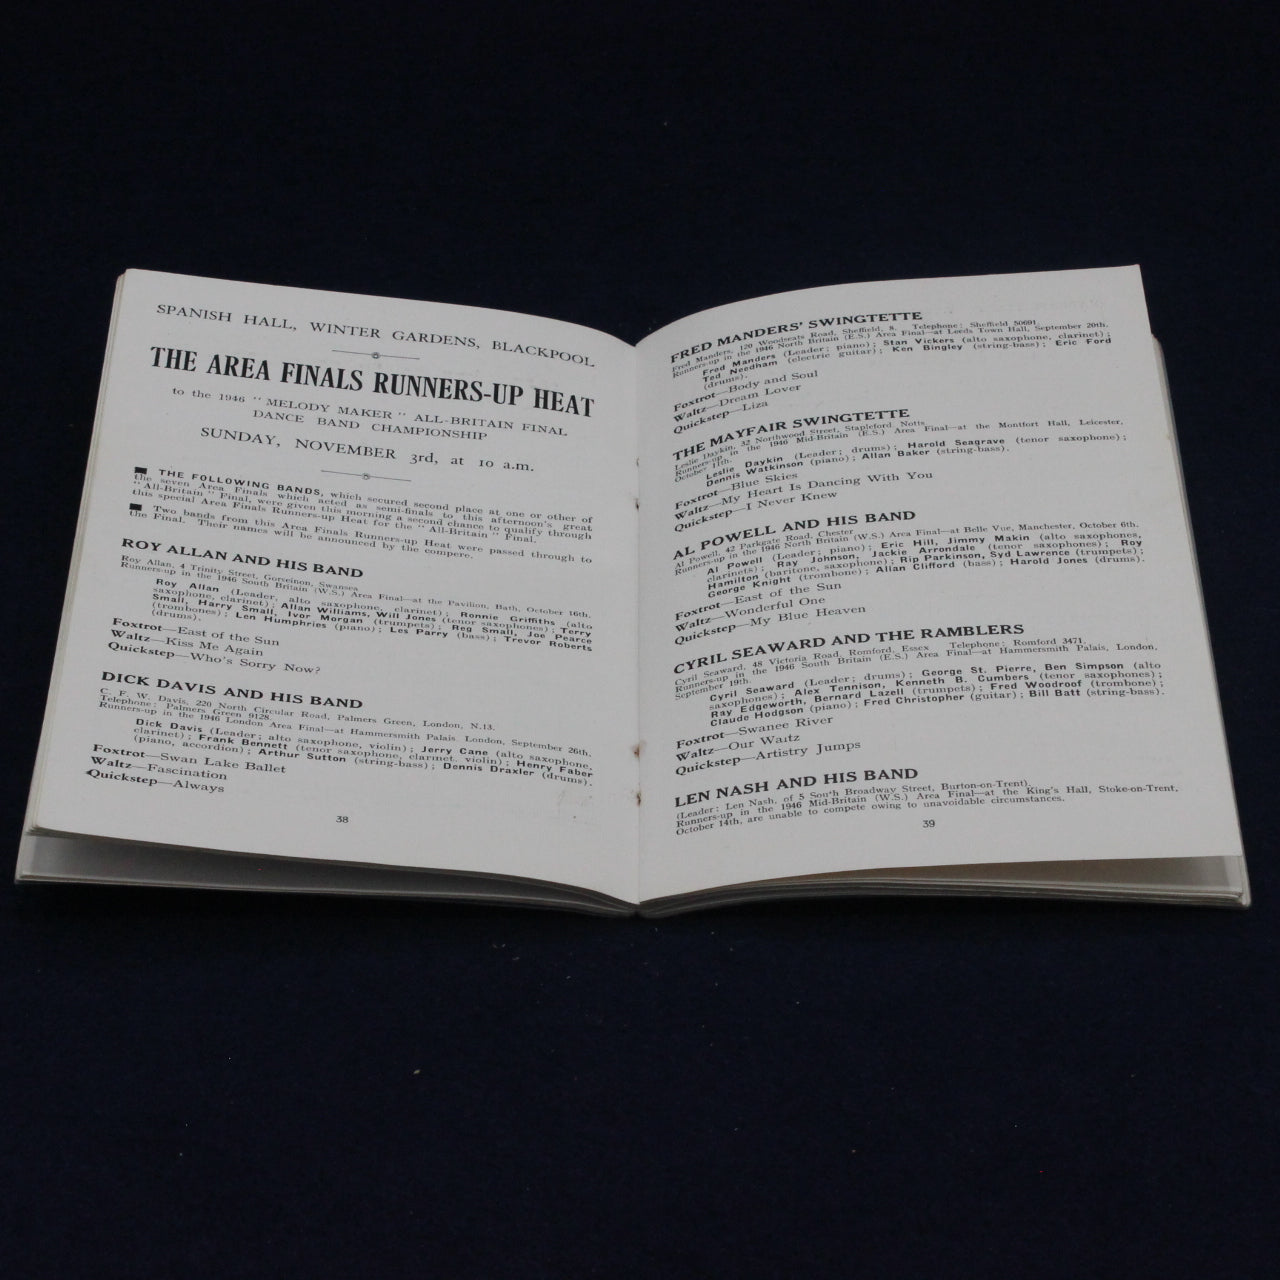 SPANISH HALL, WINTER GARDENS, BLACKPOOL
THE AREA FINALS RUNNERS-UP HEAT
to the 1946 " MELODY MAKER " ALL-BRITAIN FINAL
DANCE BAND CHAMPIONSHIP
SUNDAY, NOVEMBER 3rd, at 10 a.m.
THE FOLLOWING BANDS, which secured second place at one or other of
the seven Area Finals which acted as semi-finals to this afternoon's great
" All-Britain " Final, were given this morning a second chance to qualify through
this special Area Finals Runners-up Heat for the " All-Britain " Final.
Two bands from this Area Finals Runners-up Heat were passed through to
the Final. Their names will be announced by the compere.
ROY ALLAN AND HIS BAND
Roy Allan, 4 Trinity Street, Gorseinon, Swansea
Runners-up in the 1946 South Britain (W.S.) Area Final—at the Pavilion, Bath, October 16th.
Roy Allan (Leader, alto saxophone, clarinet); Ronnie Griffiths (alto
saxophone, clarinet); Allan Williams, Will Jones (tenor saxophones); Terry
Small, Harry Small, Ivor Morgan (trumpets); Reg Small, Joe Pearce
(trombones); Len Humphries (piano); Les Parry (bass); Trevor Roberts
(drums).
Foxtrot—East of the Sun
Waltz—Kiss Me Again
Quickstep—Who's Sorry Now?
DICK DAVIS AND HIS BAND
C. F. W. Davis, 220 North Circular Road, Palmers Green, London, N.13.
Telephone: Palmers Green 9128.
Runners-up in the 1946 London Area Final—at Hammersmith Palais, London, September 26th.
Dick Davis (Leader; alto saxophone, violin); Jerry Cane (alto saxophone,
clarinet); Frank Bennett (tenor saxophone, clarinet, violin); Henry Faber
(piano, accordion); Arthur Sutton (string-bass); Dennis Draxler (drums).
Foxtrot—Swan Lake Ballet
Waltz—Fascination
Quickstep—Always
38
FRED MANDERS' SWINGTETTE
Fred Manders, 120 Woodseats Road, Sheffield, 8. Telephone: Sheffield 50691.
Runners-up in the 1946 North Britain (E.S.) Area Final—at Leeds Town Hall, September 20th.
Fred Manders (Leader; piano); Stan Vickers (alto saxophone, clarinet);
Ted Needham (electric guitar); Ken Bingley (string-bass); Eric Ford
(drums).
Foxtrot—Body and Soul
Waltz—Dream Lover
Quickstep—Liza
THE MAYFAIR SWINGTETTE
Leslie Daykin, 32 Northwood Street, Stapleford Notts.
Runners-up in the 1946 Mid-Britain (E.S.) Area Final—at the Montfort Hall, Leicester,
October 11th.
Leslie Daykin (Leader; drums); Harold Seagrave (tenor saxophone);
Dennis Watkinson (piano); Allan Baker (string-bass).
Foxtrot—Blue Skies
Waltz—My Heart Is Dancing With You
Quickstep—I Never Knew
AL POWELL AND HIS BAND
Al Powell, 42 Parkgate Road, Chester
Runners-up in the 1946 North Britain (W.S.) Area Final—at Belle Vue, Manchester, October 6th.
Al Powell (Leader; piano); Eric Hill, Jimmy Makin (alto saxophones,
clarinets); Ray Johnson, Jackie Arrondale (tenor saxophones); Roy
Hamilton (baritone, saxophone); Rip Parkinson, Syd Lawrence (trumpets);
George Knight (trombone); Allan Clifford (bass); Harold Jones (drums).
Foxtrot—East of the Sun
Waltz—Wonderful One
Quickstep—My Blue Heaven
CYRIL SEAWARD AND THE RAMBLERS
Cyril Seaward, 48 Victoria Road, Romford, Essex Telephone: Romford 3471.
Runners-up in the 1946 South Britain (E.S.) Area Final—at Hammersmith Palais, London,
September 19th.
Cyril Seaward (Leader; drums); George St. Pierre, Ben Simpson (alto
saxophones); Alex Tennison, Kenneth B. Cumbers (tenor saxophones);
Ray Edgeworth, Bernard Lazell (trumpets); Fred Woodroof (trombone);
Claude Hodgson (piano); Fred Christopher (guitar); Bill Batt (string-bass).
Foxtrot—Swanee River
Waltz—Our Waltz
Quickstep—Artistry Jumps
LEN NASH AND HIS BAND
(Leader: Len Nash, of 5 South Broadway Street, Burton-on-Trent),
Runners-up in the 1946 Mid-Britain (W.S.) Area Final—at the King's Hall, Stoke-on-Trent,
October 14th, are unable to compete owing to unavoidable circumstances.
39